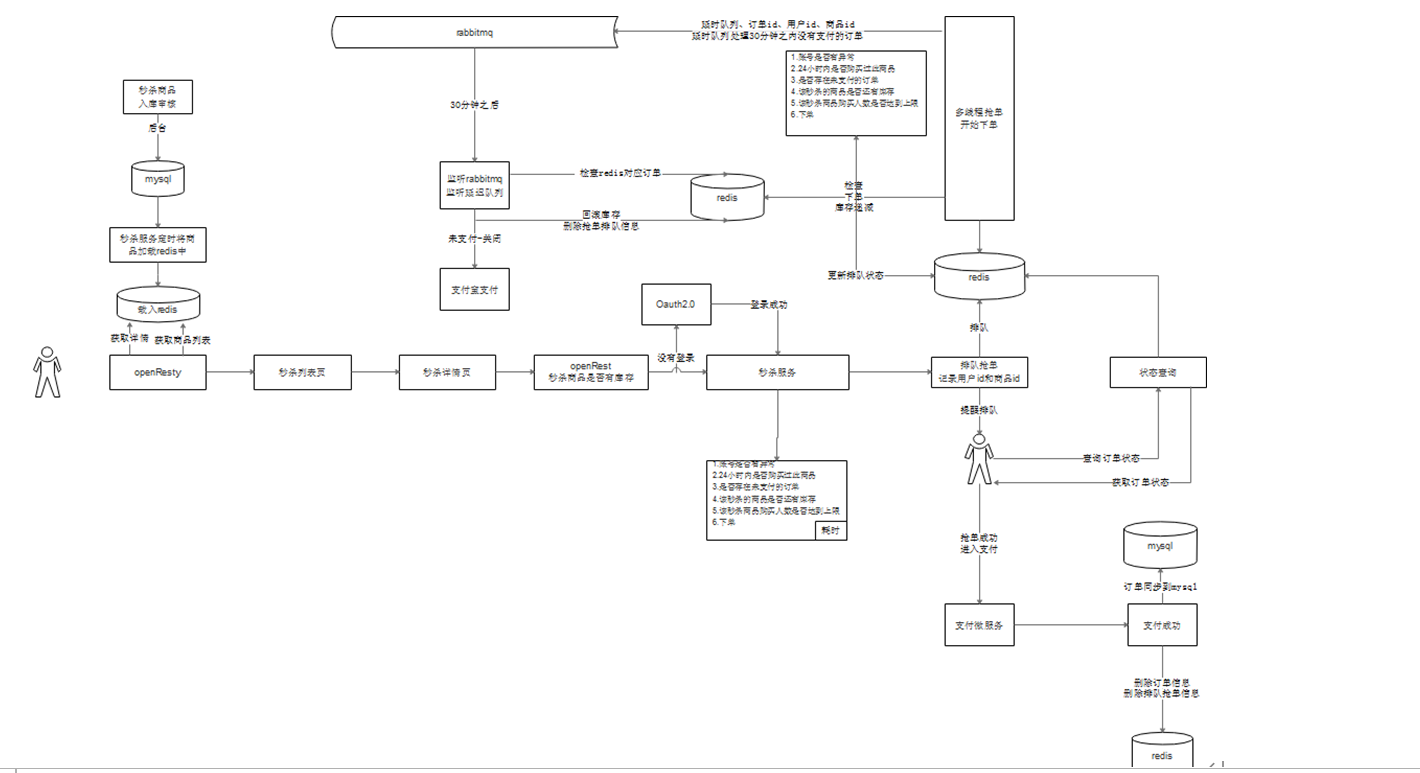 rabbitmq
延时队列、订单id、用户id、商品id
延时队列处理30分钟之内没有支付的订单
1.账号是否有异常
2.24小时内是否购买过此商品
3.是否存在未支付的订单
4.该秒杀的商品是否还有库存
5.该秒杀商品购买人数是否达到上限
6.下单
多线程抢单
开始下单
秒杀商品
入库审核
后台
mysql
秒杀服务定时将商
品加载redis中
载入redis
获取详情
获取商品列表
30分钟之后
监听rabbitmq
监听延迟队列
检查redis对应订单
redis
回滚库存
删除抢单排队信息
未支付-关闭
支付宝支付
检查
下单
库存递减
更新排队状态
redis
Oauth2.0
登录成功
没有登录
排队
openResty
秒杀列表页
秒杀详情页
openRest
秒杀商品是否有库存
秒杀服务
排队抢单
记录用户id和商品id
状态查询
提醒排队
查询订单状态
获取订单状态
1.账号是否有异常
2.24小时内是否购买过此商品
3.是否存在未支付的订单
4.该秒杀的商品是否还有库存
5.该秒杀商品购买人数是否达到上限
6.下单
耗时
抢单成功
进入支付
mysql
订单同步到mysql
支付微服务
支付成功
删除订单信息
删除排队抢单信息
redis